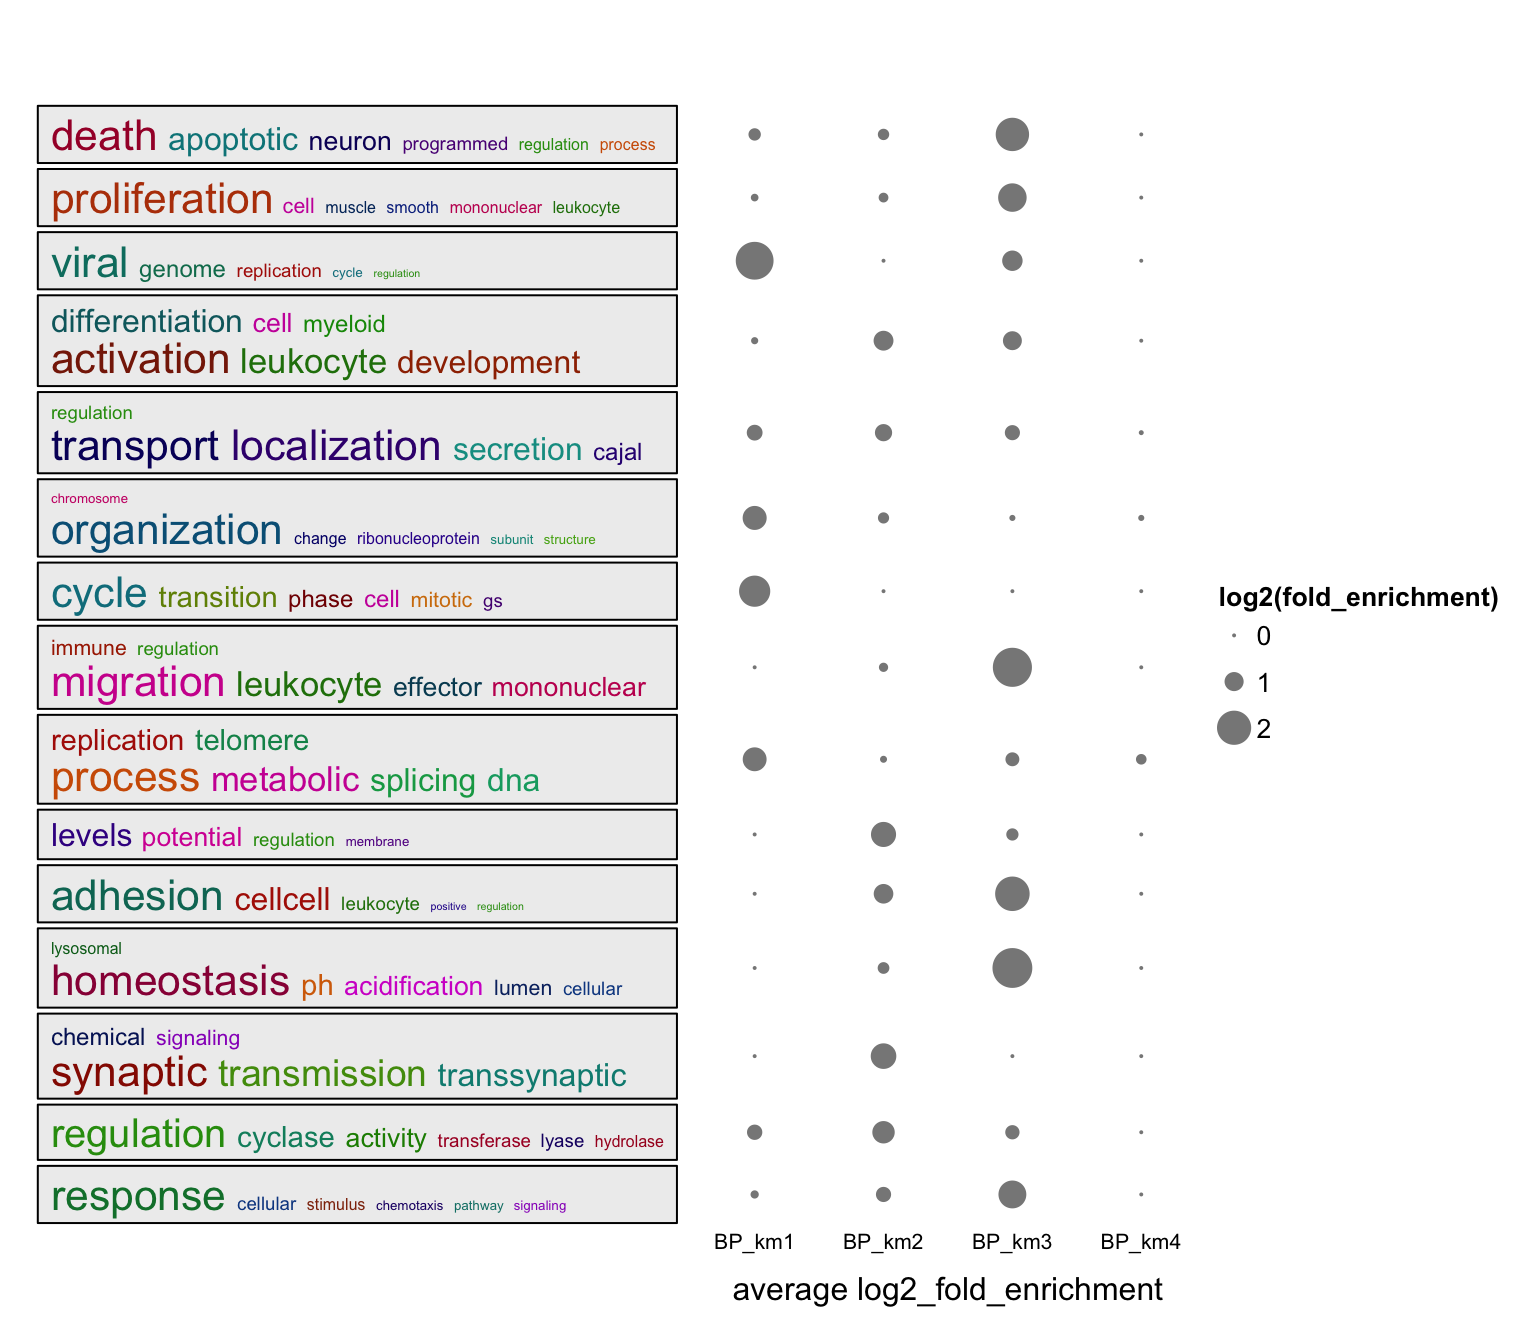 death apoptotic neuron programmed regulation process
proliferation cell muscle smooth mononuclear leukocyte
viral genome replication cycle regulation
differentiation cell myeloid
activation leukocyte development
regulation
transport localization secretion cajal
chromosome
organization change ribonucleoprotein subunit structure
cycle transition phase cell mitotic gs
immune regulation
migration leukocyte effector mononuclear
replication telomere
process metabolic splicing dna
levels potential regulation membrane
adhesion cellcell leukocyte positive regulation
lysosomal
homeostasis ph acidification lumen cellular
chemical signaling
synaptic transmission transsynaptic
regulation cyclase activity transferase lyase hydrolase
response cellular stimulus chemotaxis pathway signaling
BP_km1 BP_km2 BP_km3 BP_km4
average log2_fold_enrichment
log2(fold_enrichment)
0
1
2